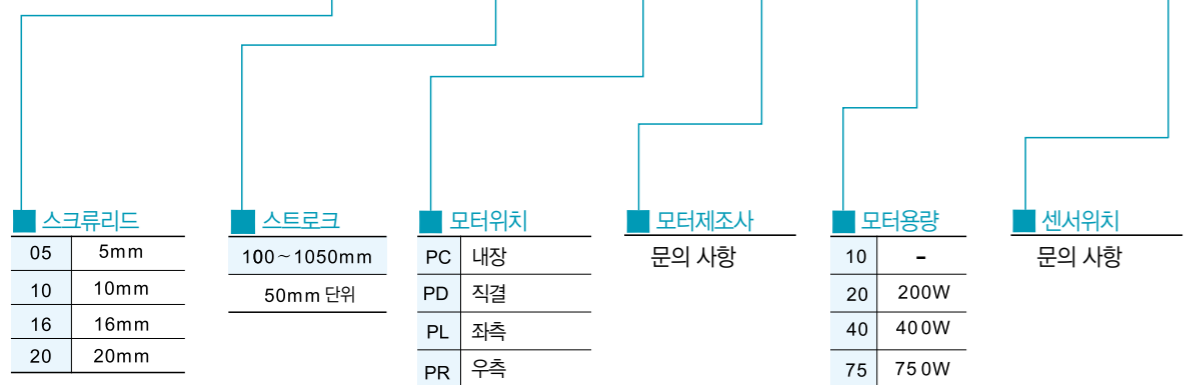 스크류리드
05 5mm
10 10mm
16 16mm
20 20mm
스트로크
100~1050mm
50mm 단위
모터위치
PC 내장
PD 직결
PL 좌측
PR 우측
모터제조사
문의 사항
모터용량
10 -
20 200W
40 400W
75 750W
센서위치
문의 사항